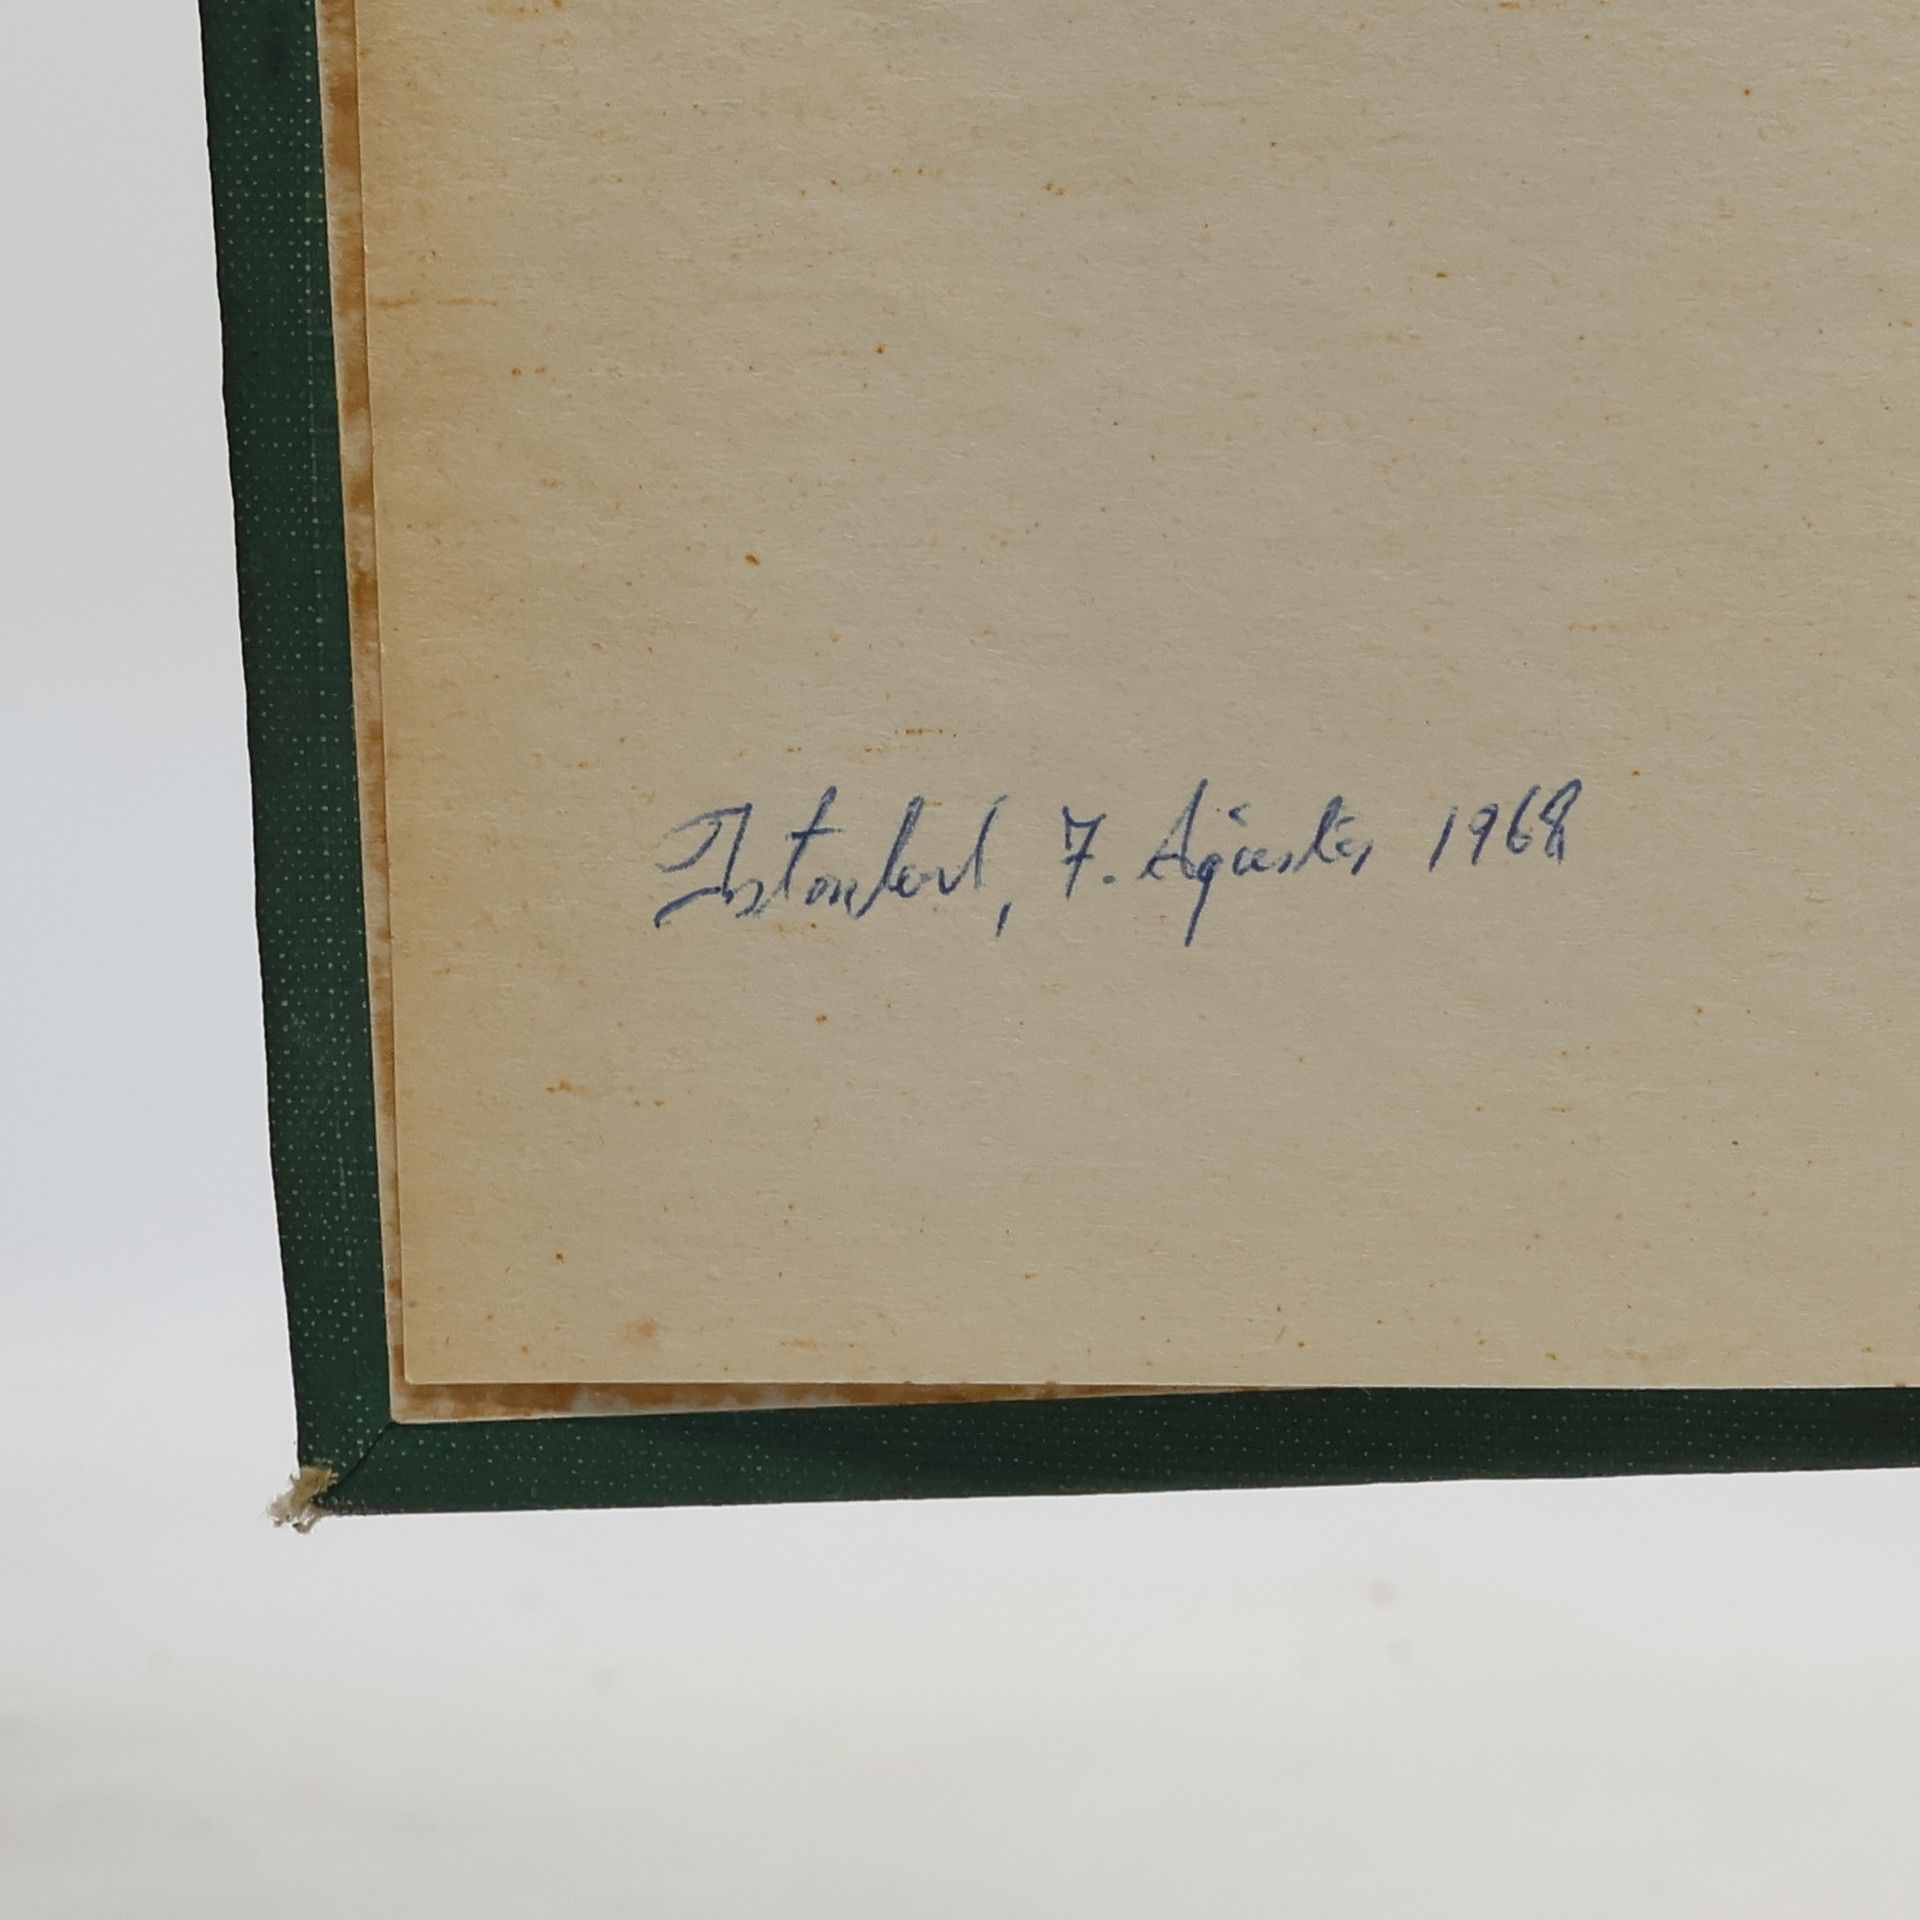 Istanbul, 7. Ağustos 1968